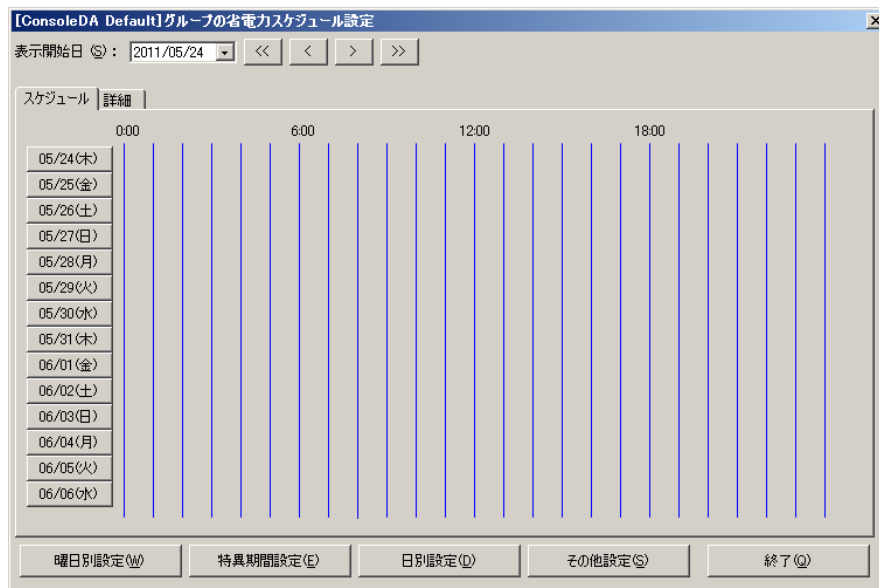 [ConsoleDA Default]グループの省電力スケジュール設定
表示開始日 (S)： 2011/05/24 << < > >>
スケジュール 詳細
0:00 6:00 12:00 18:00
05/24(木)
05/25(金)
05/26(土)
05/27(日)
05/28(月)
05/29(火)
05/30(水)
05/31(木)
06/01(金)
06/02(土)
06/03(日)
06/04(月)
06/05(火)
06/06(水)
曜日別設定(W) 特異期間設定(E) 日別設定(D) その他設定(S) 終了(Q)